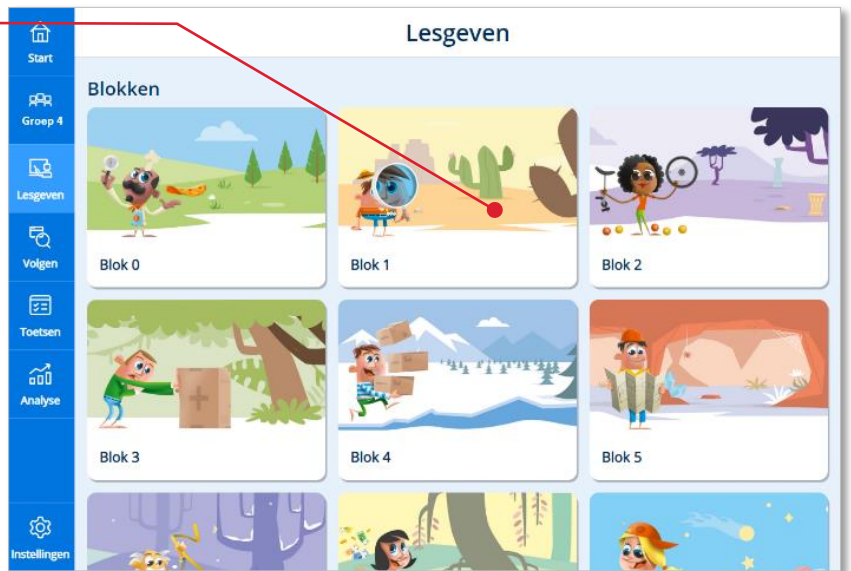 Start
Groep 4
Lesgeven
Volgen
Toetsen
Analyse
Instellingen
Lesgeven
Blokken
Blok 0
Blok 1
Blok 2
Blok 3
Blok 4
Blok 5